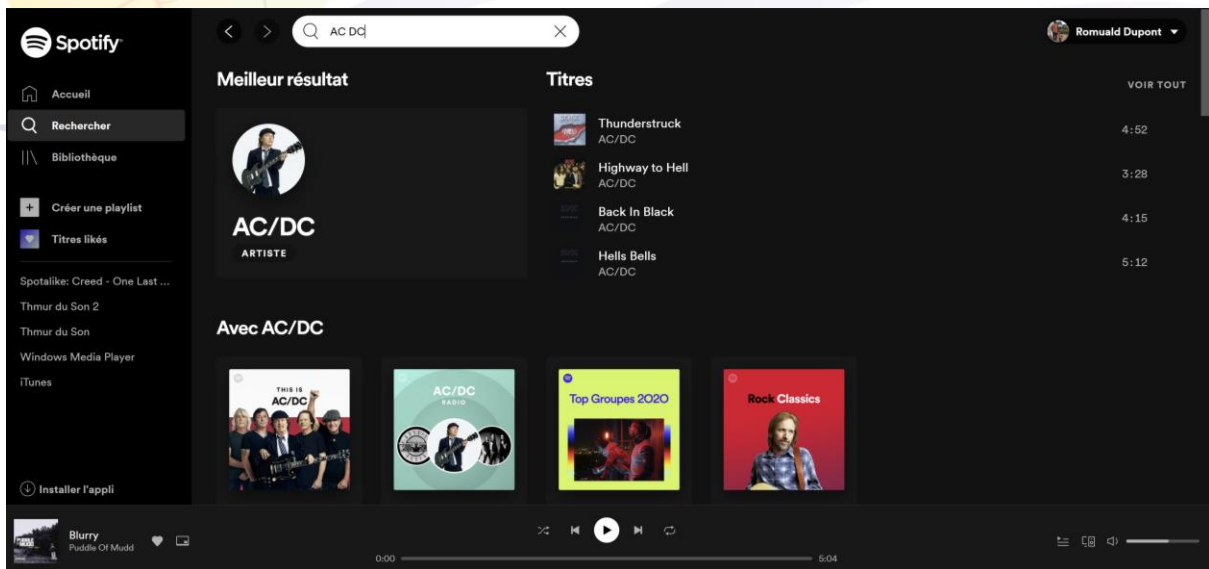 Spotify
AC DC
Romuald Dupont
Accueil
Rechercher
Bibliothèque
Créer une playlist
Titres likés
Spotalike: Creed - One Last ...
Thmur du Son 2
Thmur du Son
Windows Media Player
iTunes
Installer l'appli
Meilleur résultat
AC/DC
ARTISTE
Titres
VOIR TOUT
Thunderstruck
AC/DC
4:52
Highway to Hell
AC/DC
3:28
Back In Black
AC/DC
4:15
Hells Bells
AC/DC
5:12
Avec AC/DC
THIS IS
AC/DC
AC/DC
RADIO
Top Groupes 2020
Rock Classics
Blurry
Puddle Of Mudd
0:00
5:04